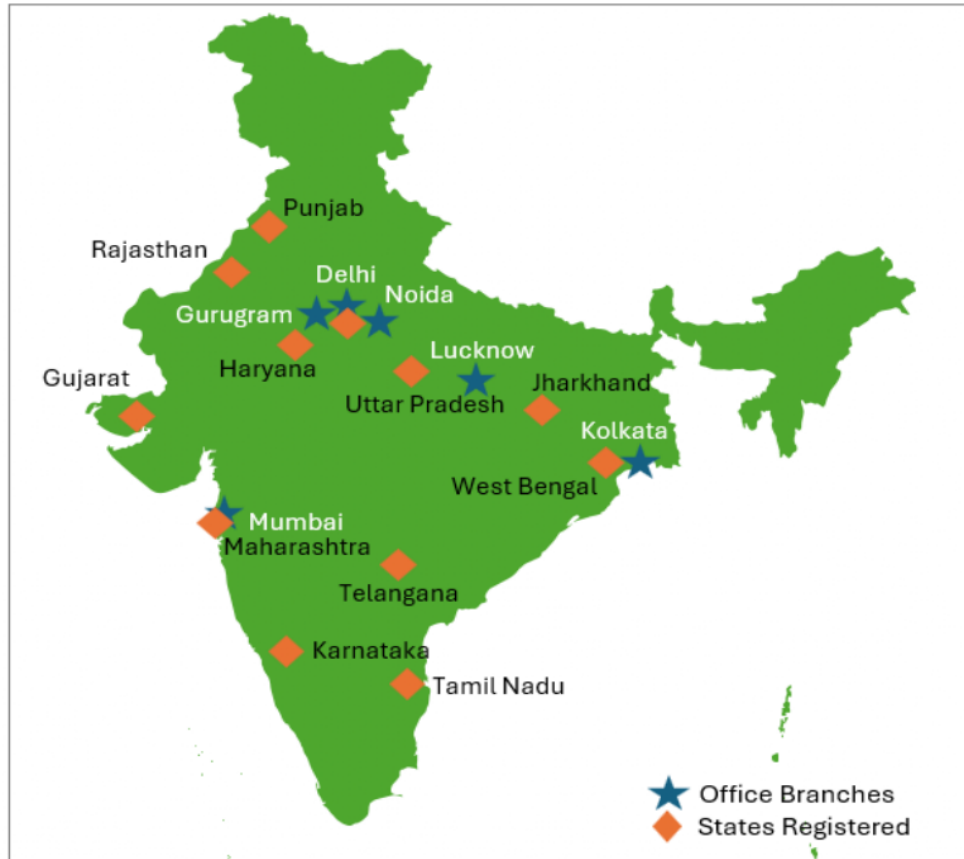 Punjab
Rajasthan
Delhi
Noida
Gurugram
Lucknow
Haryana
Gujarat
Jharkhand
Uttar Pradesh
Kolkata
West Bengal
Mumbai
Maharashtra
Telangana
Karnataka
Tamil Nadu
Office Branches
States Registered